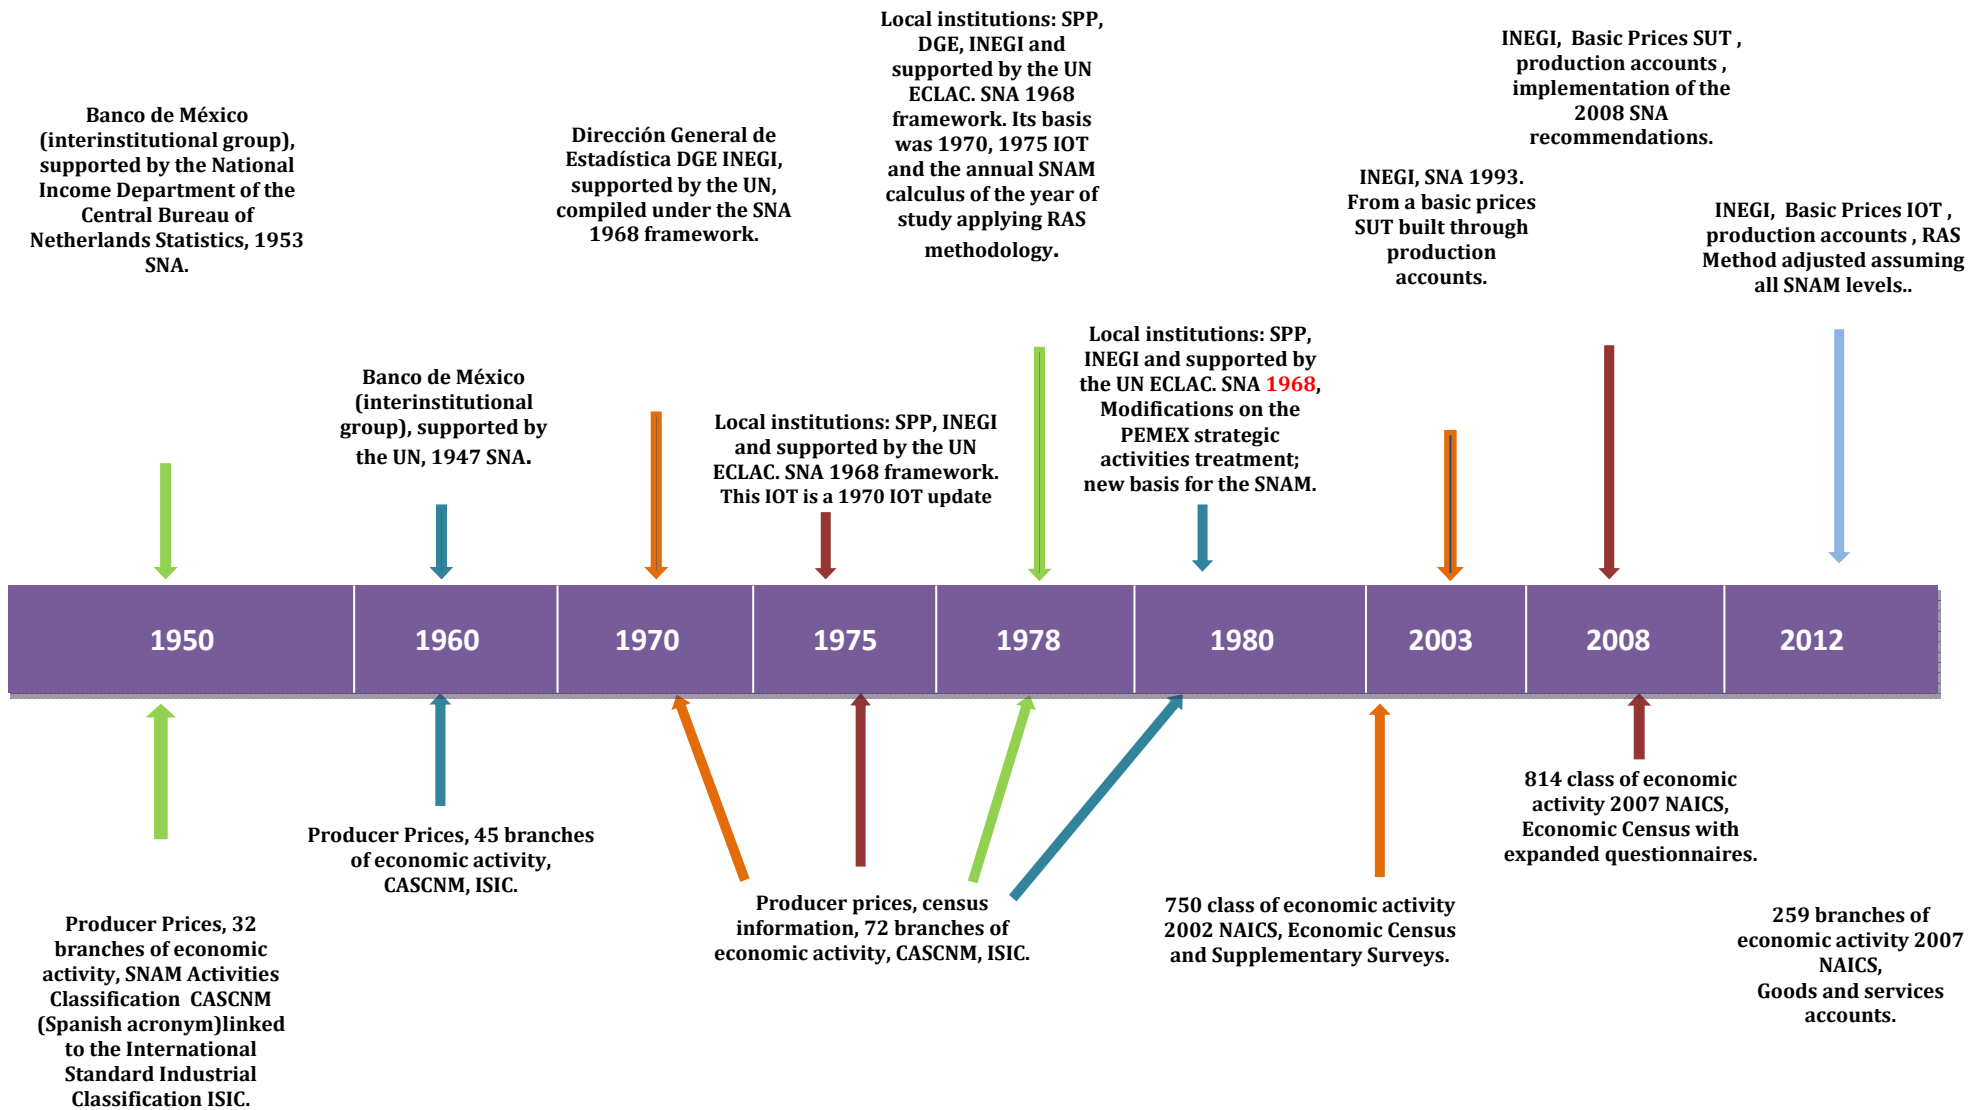 Banco de México
(interinstitutional group),
supported by the National
Income Department of the
Central Bureau of
Netherlands Statistics, 1953
SNA.
Banco de México
(interinstitutional
group), supported by
the UN, 1947 SNA.
Dirección General de
Estadística DGE INEGI,
supported by the UN,
compiled under the SNA
1968 framework.
Local institutions: SPP, INEGI
and supported by the UN
ECLAC. SNA 1968 framework.
This IOT is a 1970 IOT update
Local institutions: SPP,
DGE, INEGI and
supported by the UN
ECLAC. SNA 1968
framework. Its basis
was 1970, 1975 IOT
and the annual SNAM
calculus of the year of
study applying RAS
methodology.
Local institutions: SPP,
INEGI and supported by
the UN ECLAC. SNA 1968,
Modifications on the
PEMEX strategic
activities treatment;
new basis for the SNAM.
INEGI, SNA 1993.
From a basic prices
SUT built through
production
accounts.
INEGI, Basic Prices SUT ,
production accounts ,
implementation of the
2008 SNA
recommendations.
INEGI, Basic Prices IOT ,
production accounts , RAS
Method adjusted assuming
all SNAM levels..
1950
1960
1970
1975
1978
1980
2003
2008
2012
Producer Prices, 32
branches of economic
activity, SNAM Activities
Classification CASCNM
(Spanish acronym)linked
to the International
Standard Industrial
Classification ISIC.
Producer Prices, 45 branches
of economic activity,
CASCNM, ISIC.
Producer prices, census
information, 72 branches of
economic activity, CASCNM, ISIC.
750 class of economic activity
2002 NAICS, Economic Census
and Supplementary Surveys.
814 class of economic
activity 2007 NAICS,
Economic Census with
expanded questionnaires.
259 branches of
economic activity 2007
NAICS,
Goods and services
accounts.